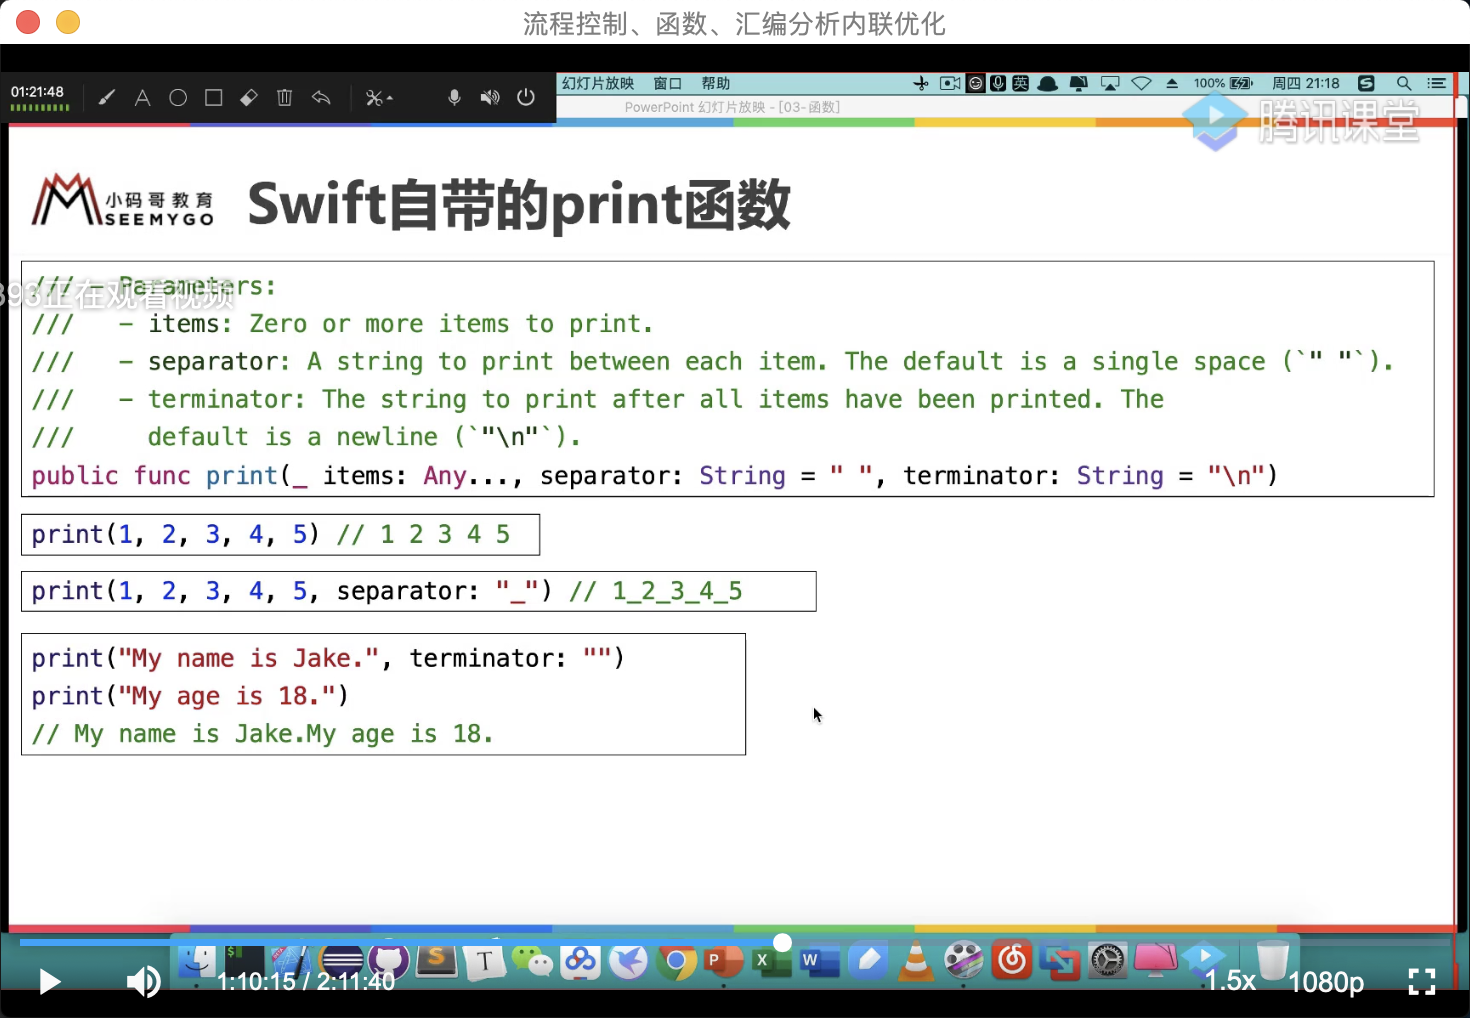 流程控制、函数、汇编分析内联优化
01:21:48
幻灯片放映 窗口 帮助
英
100%
周四 21:18
PowerPoint 幻灯片放映 - [03-函数]
腾讯课堂
小码哥教育
SEEMYGO
Swift自带的print函数
/// - Parameters:
893正在观看视频
///   - items: Zero or more items to print.
///   - separator: A string to print between each item. The default is a single space (`" "`).
///   - terminator: The string to print after all items have been printed. The
///     default is a newline (`"\n"`).
public func print(_ items: Any..., separator: String = " ", terminator: String = "\n")
print(1, 2, 3, 4, 5) // 1 2 3 4 5
print(1, 2, 3, 4, 5, separator: "_") // 1_2_3_4_5
print("My name is Jake.", terminator: "")
print("My age is 18.")
// My name is Jake.My age is 18.
1:10:15 / 2:11:40
1.5x
1080p